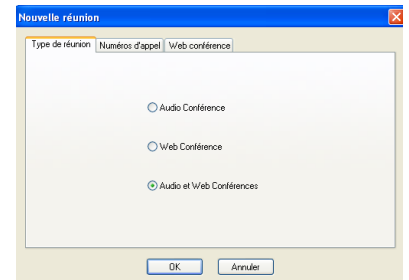 Nouvelle réunion
Type de réunion Numéros d'appel Web conférence
Audio Conférence
Web Conférence
Audio et Web Conférences
OK Annuler